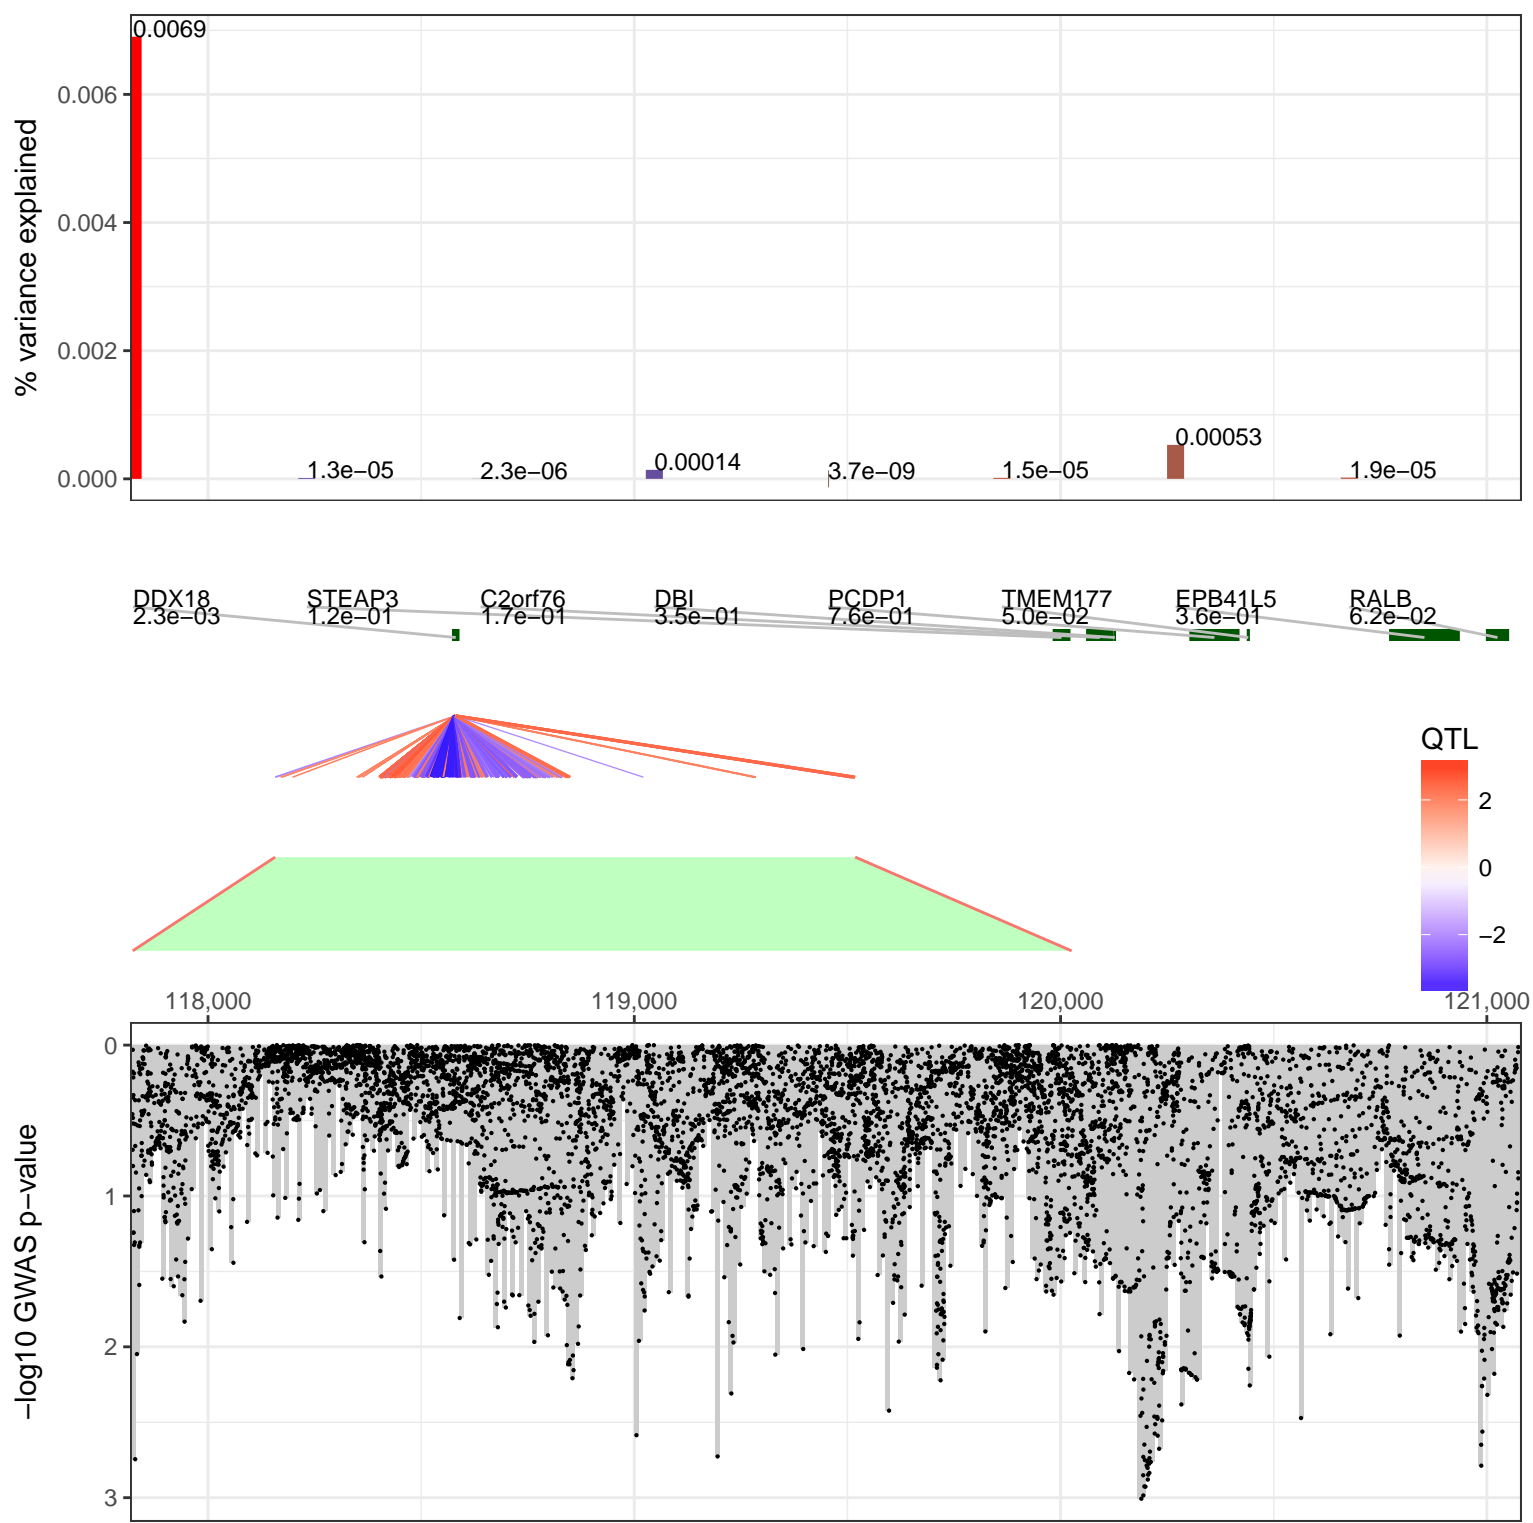 0.0069
0.006
0.004
0.002
0.000
% variance explained
1.3e−05
2.3e−06
0.00014
3.7e−09
1.5e−05
0.00053
1.9e−05
DDX18 STEAP3 C2orf76 DBI PCDP1 TMEM177 EPB41L5 RALB
2.3e−03 1.2e−01 1.7e−01 3.5e−01 7.6e−01 5.0e−02 3.6e−01 6.2e−02
QTL
2
0
−2
118,000 119,000 120,000 121,000
0
1
2
3
−log10 GWAS p−value